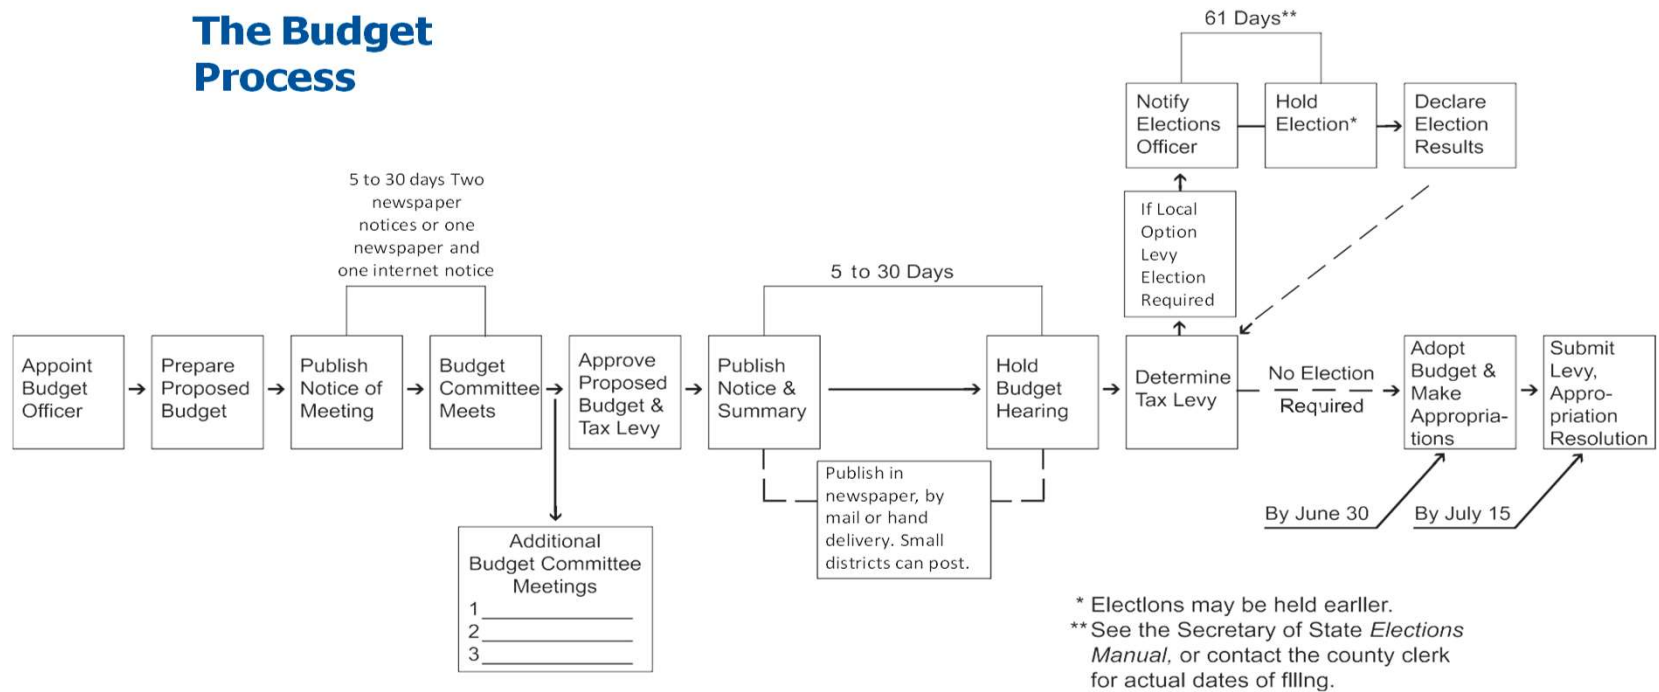 The Budget
Process
61 Days**
Notify
Elections
Officer
Hold
Election*
Declare
Election
Results
5 to 30 days Two
newspaper
notices or one
newspaper and
one internet notice
If Local
Option
Levy
Election
Required
5 to 30 Days
Appoint
Budget
Officer
Prepare
Proposed
Budget
Publish
Notice of
Meeting
Budget
Committee
Meets
Approve
Proposed
Budget &
Tax Levy
Publish
Notice &
Summary
Hold
Budget
Hearing
Determine
Tax Levy
No Election
Required
Adopt
Budget &
Make
Appropria-
tions
Submit
Levy,
Appro-
priation
Resolution
Publish in
newspaper, by
mail or hand
delivery. Small
districts can post.
By June 30
By July 15
Additional
Budget Committee
Meetings
1
2
3
* Electlons may be held earller.
** See the Secretary of State Elections
Manual, or contact the county clerk
for actual dates of flllng.